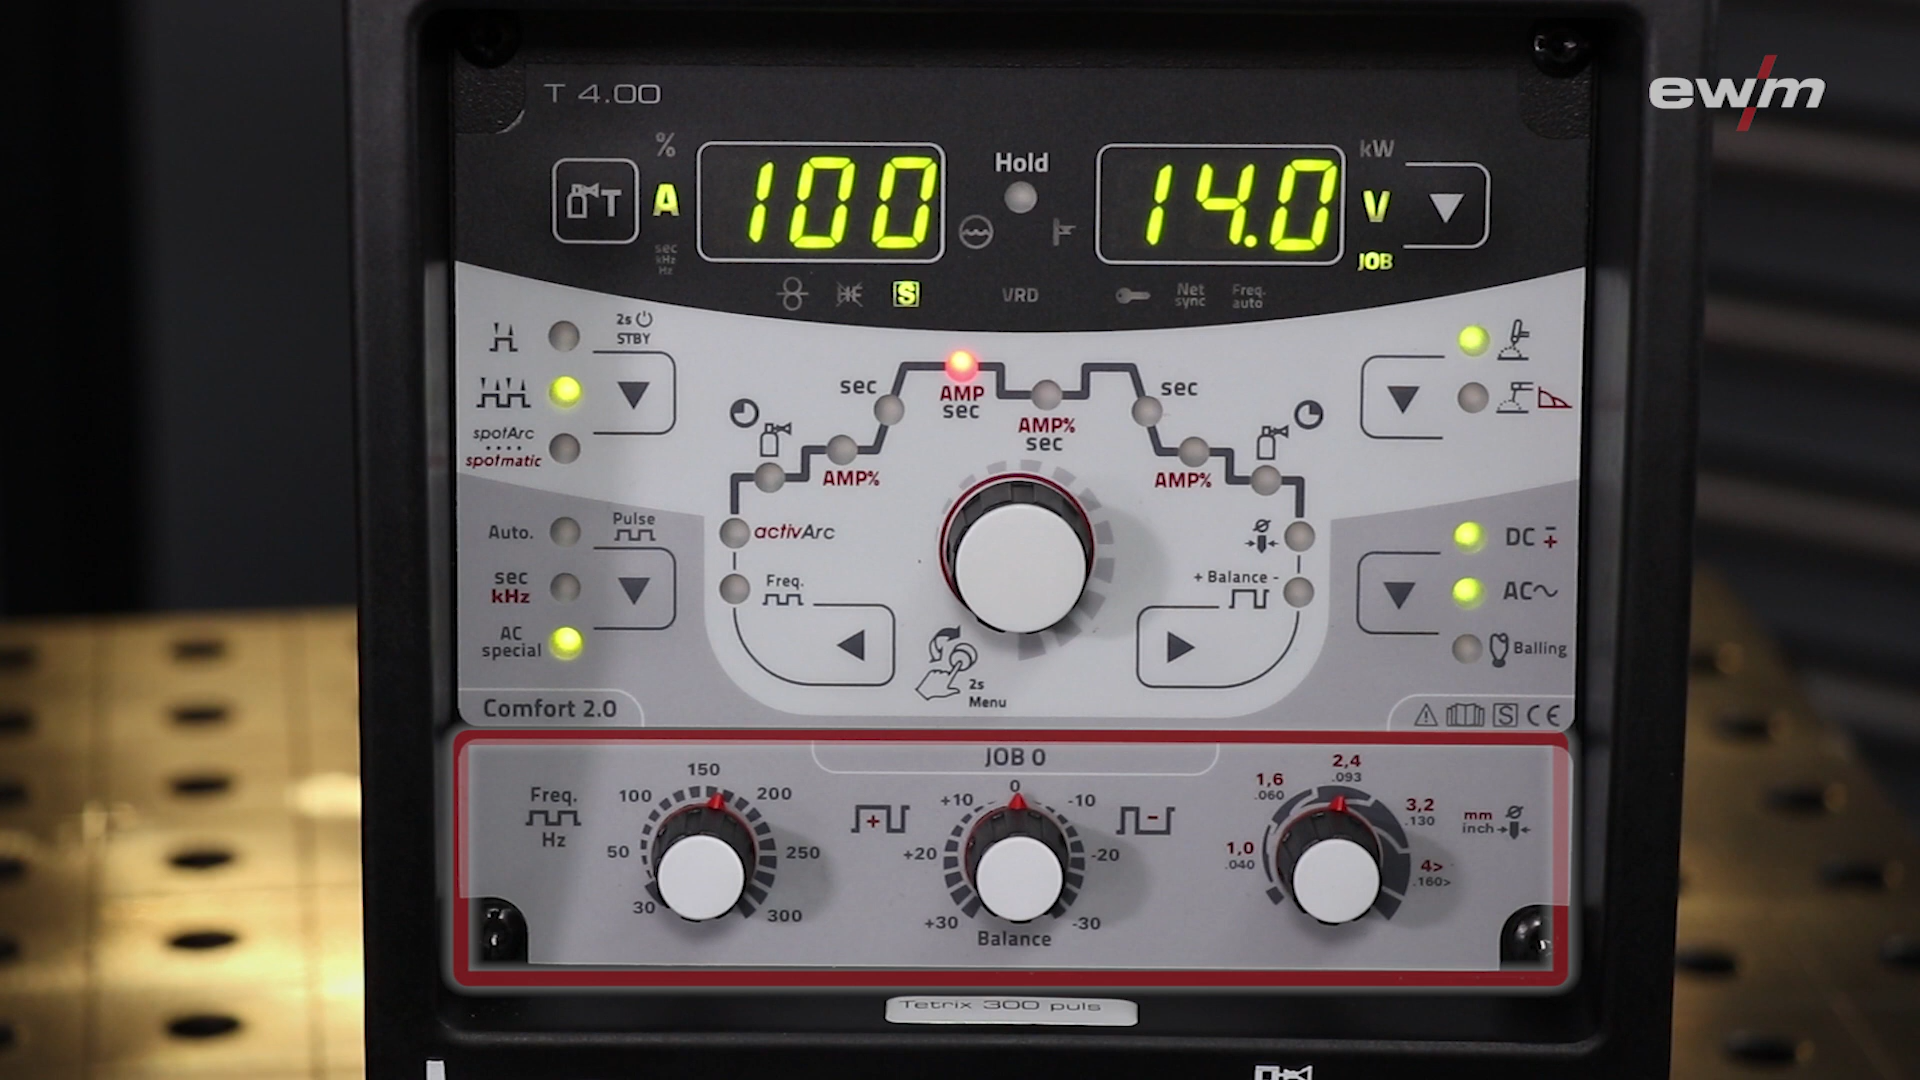 ewm
T 4.00
%
A
sec
kHz
Hz
T
100
Hold
14.0
kW
V
JOB
HF
S
VRD
Net
sync
Freq.
auto
2s
STBY
spotArc
spotmatic
sec
AMP
sec
AMP%
sec
sec
AMP%
AMP%
Auto.
Pulse
activArc
DC
sec
kHz
Freq.
+ Balance -
AC~
AC
special
Balling
2s
Menu
Comfort 2.0
S CE
JOB 0
Freq.
Hz
30
50
100
150
200
250
300
+30
+20
+10
0
-10
-20
-30
Balance
1,0
.040
1,6
.060
2,4
.093
3,2
.130
4>
.160>
mm
inch
Tetrix 300 puls